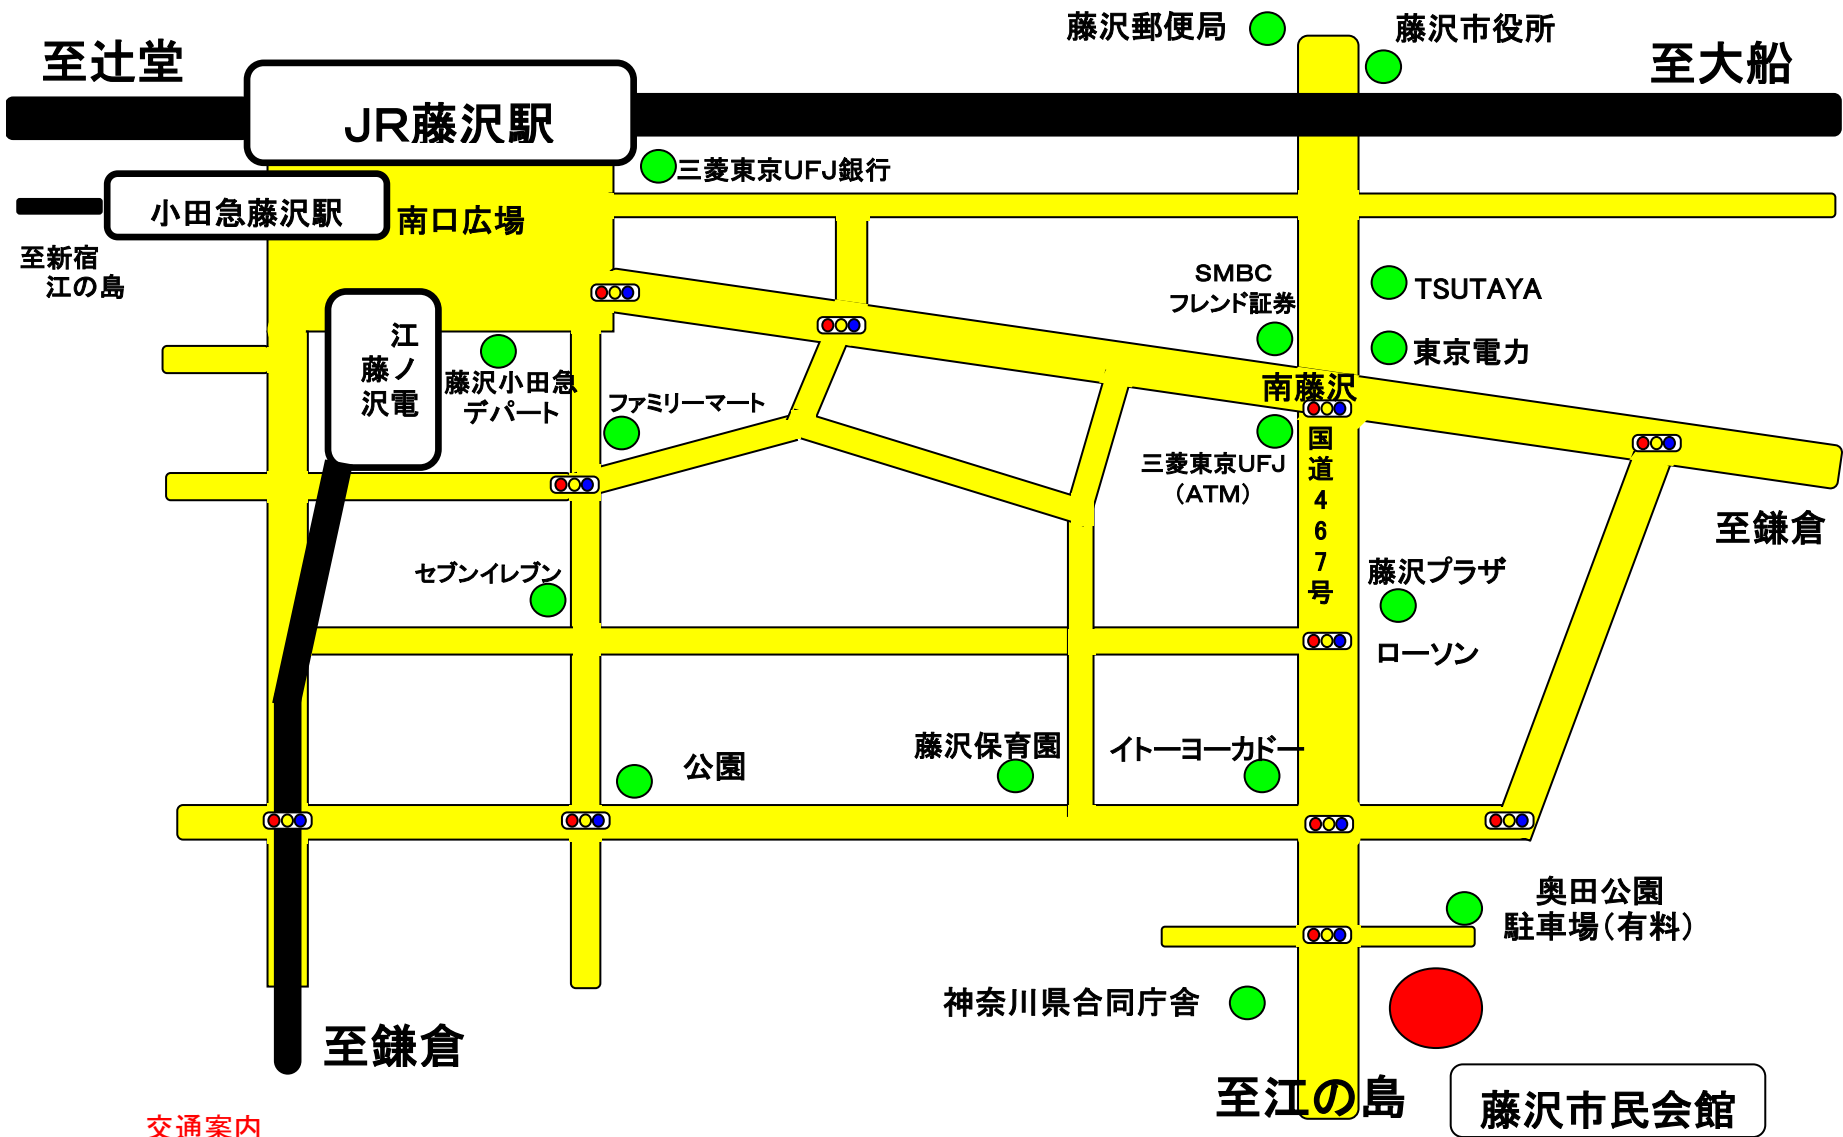 藤沢郵便局
藤沢市役所
至辻堂
至大船
JR藤沢駅
三菱東京UFJ銀行
小田急藤沢駅
南口広場
至新宿
江の島
SMBC
フレンド証券
TSUTAYA
江ノ電
藤沢
東京電力
藤沢小田急
デパート
ファミリーマート
南藤沢
国道467号
三菱東京UFJ
(ATM)
至鎌倉
セブンイレブン
藤沢プラザ
ローソン
公園
藤沢保育園
イトーヨーカドー
奥田公園
駐車場(有料)
神奈川県合同庁舎
至鎌倉
至江の島
藤沢市民会館
交通案内